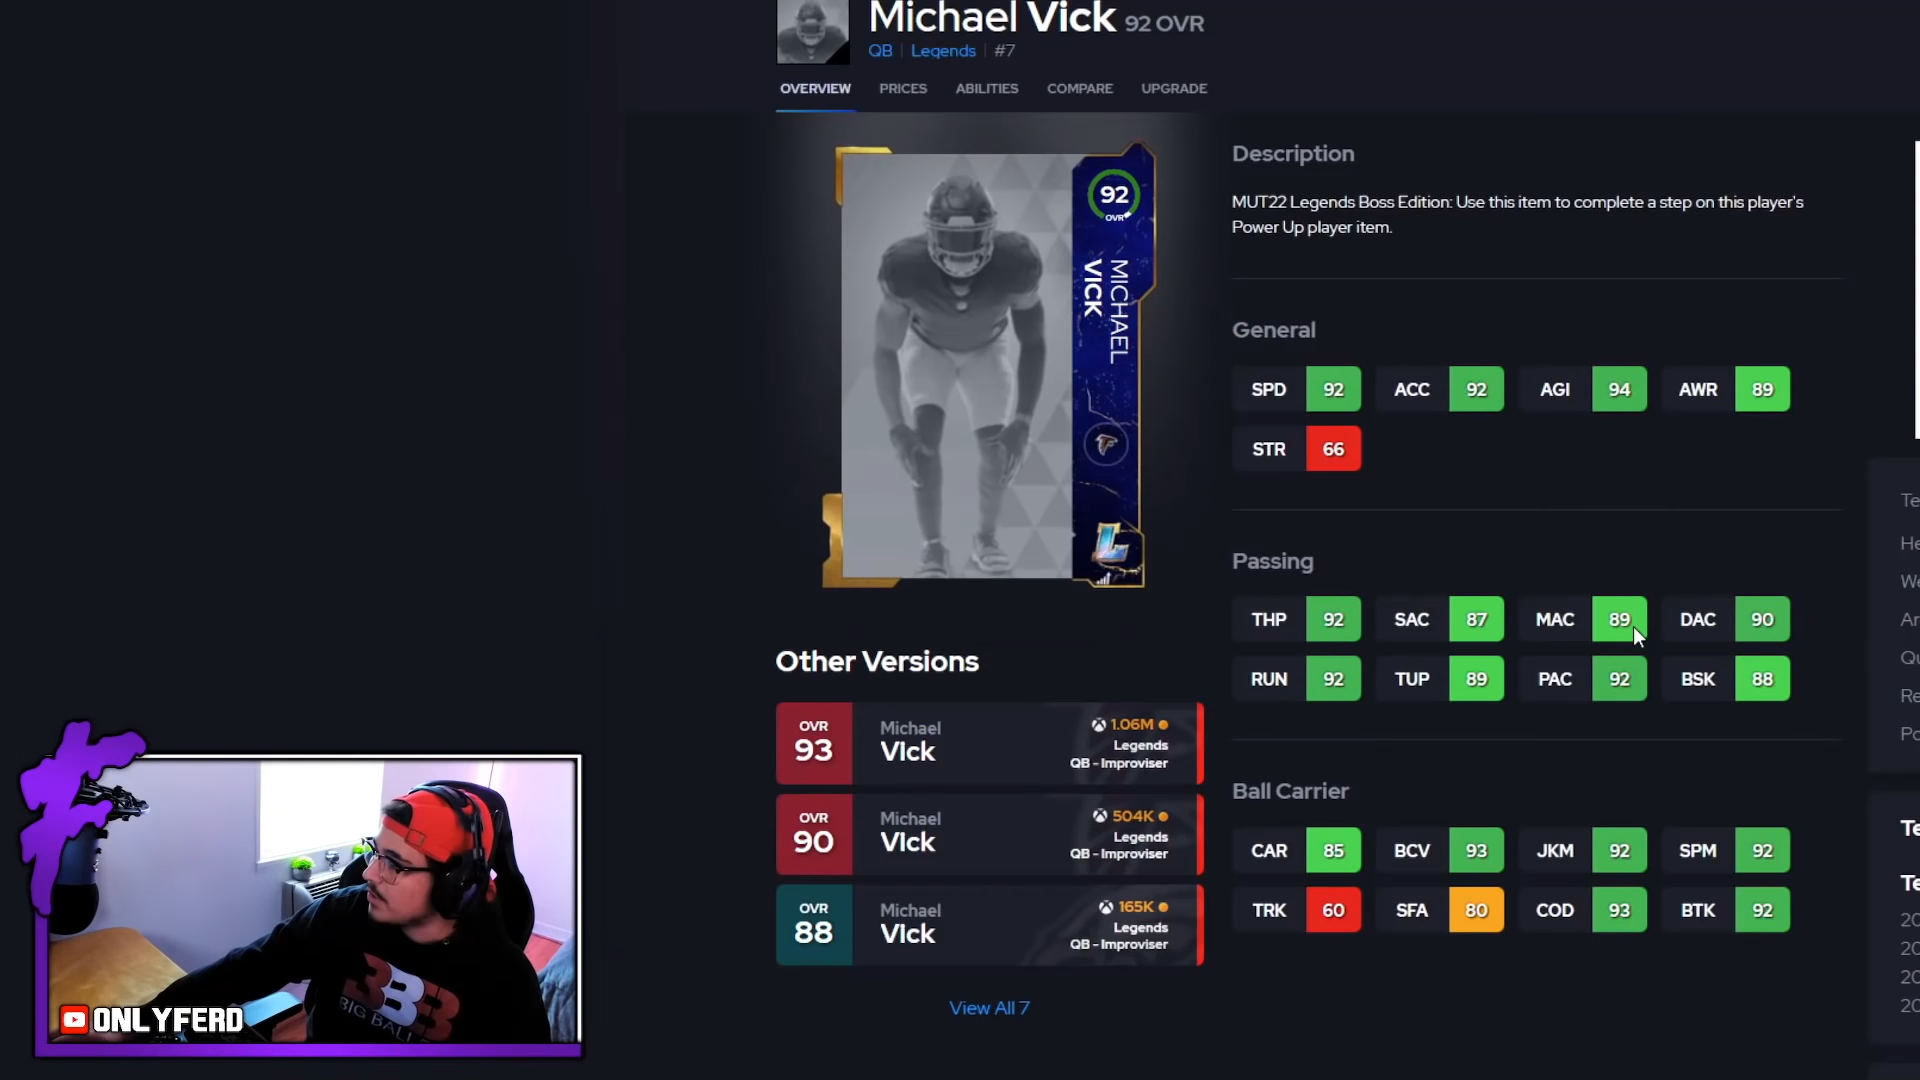 Michael Vick 92 OVR
QB Legends #7
OVERVIEW PRICES ABILITIES COMPARE UPGRADE
92
OVR
MICHAEL
VICK
Description
MUT22 Legends Boss Edition: Use this item to complete a step on this player's
Power Up player item.
General
SPD 92 ACC 92 AGI 94 AWR 89
STR 66
Passing
THP 92 SAC 87 MAC 89 DAC 90
RUN 92 TUP 89 PAC 92 BSK 88
Ball Carrier
CAR 85 BCV 93 JKM 92 SPM 92
TRK 60 SFA 80 COD 93 BTK 92
Other Versions
OVR
93
Michael
Vick
1.06M
Legends
QB - Improviser
OVR
90
Michael
Vick
504K
Legends
QB - Improviser
OVR
88
Michael
Vick
165K
Legends
QB - Improviser
View All 7
BBB
BIG BALL
ONLYFERD